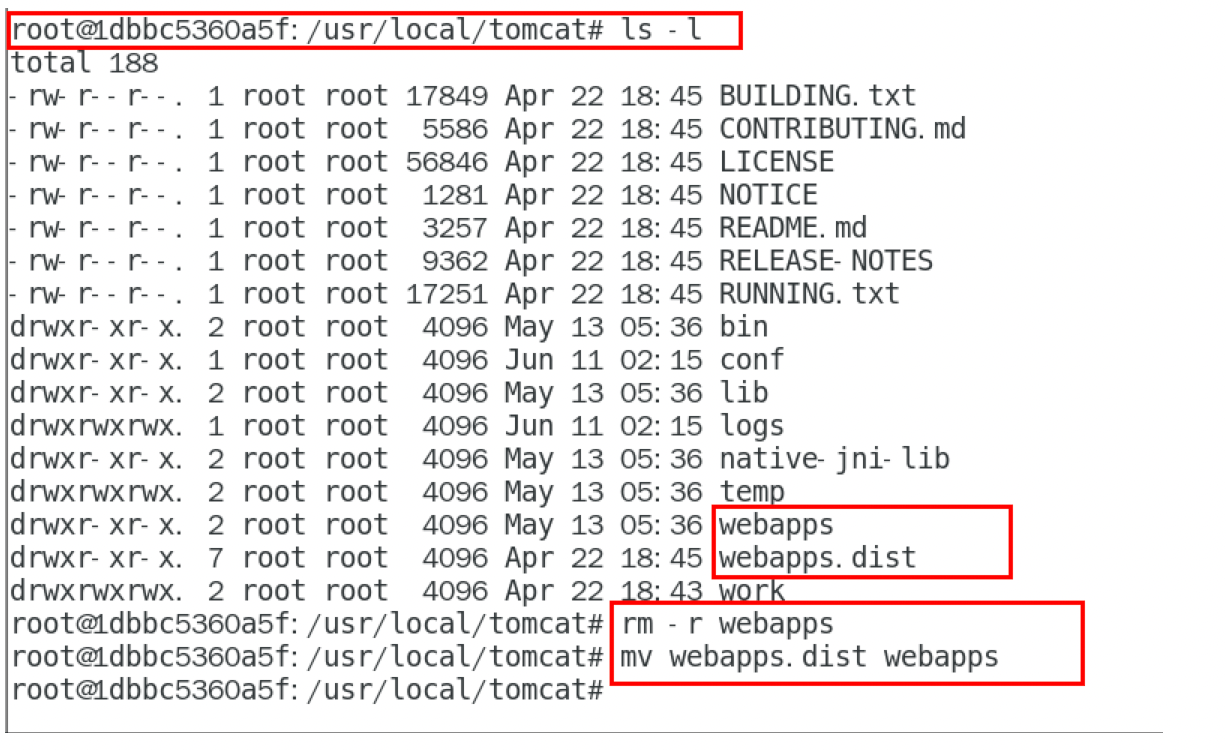 root@1dbbc5360a5f:/usr/local/tomcat# ls -l
total 188
-rw-r--r--. 1 root root 17849 Apr 22 18:45 BUILDING.txt
-rw-r--r--. 1 root root  5586 Apr 22 18:45 CONTRIBUTING.md
-rw-r--r--. 1 root root 56846 Apr 22 18:45 LICENSE
-rw-r--r--. 1 root root  1281 Apr 22 18:45 NOTICE
-rw-r--r--. 1 root root  3257 Apr 22 18:45 README.md
-rw-r--r--. 1 root root  9362 Apr 22 18:45 RELEASE-NOTES
-rw-r--r--. 1 root root 17251 Apr 22 18:45 RUNNING.txt
drwxr-xr-x. 2 root root  4096 May 13 05:36 bin
drwxr-xr-x. 1 root root  4096 Jun 11 02:15 conf
drwxr-xr-x. 2 root root  4096 May 13 05:36 lib
drwxrwxrwx. 1 root root  4096 Jun 11 02:15 logs
drwxr-xr-x. 2 root root  4096 May 13 05:36 native-jni-lib
drwxrwxrwx. 2 root root  4096 May 13 05:36 temp
drwxr-xr-x. 2 root root  4096 May 13 05:36 webapps
drwxr-xr-x. 7 root root  4096 Apr 22 18:45 webapps.dist
drwxrwxrwx. 2 root root  4096 Apr 22 18:43 work
root@1dbbc5360a5f:/usr/local/tomcat# rm -r webapps
root@1dbbc5360a5f:/usr/local/tomcat# mv webapps.dist webapps
root@1dbbc5360a5f:/usr/local/tomcat#